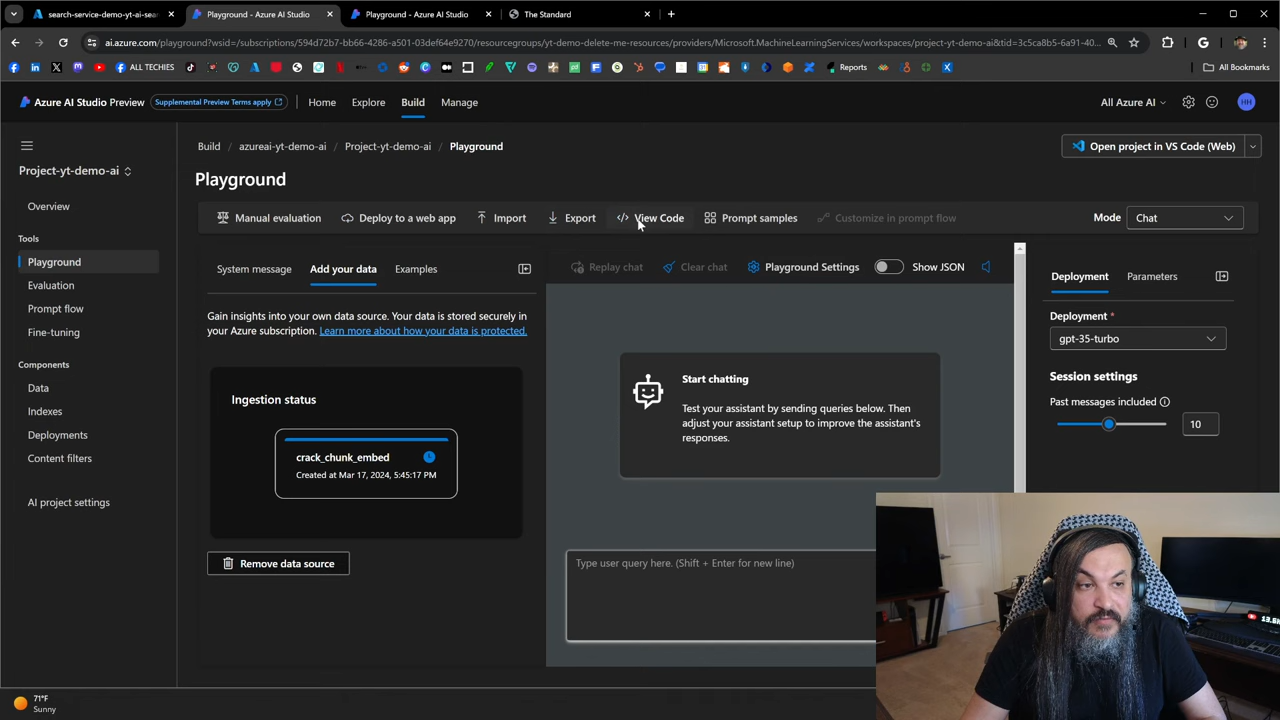 search-service-demo-yt-ai-sear
Playground - Azure AI Studio
Playground - Azure AI Studio
The Standard
ai.azure.com/playground?wsid=/subscriptions/594d72b7-bb66-4286-a501-03def64e9270/resourcegroups/yt-demo-delete-me-resources/providers/Microsoft.MachineLearningServices/workspaces/project-yt-demo-ai&tid=3c5ca8b5-6a91-40...
ALL TECHIES
Reports
All Bookmarks
Azure AI Studio Preview
Supplemental Preview Terms apply
Home
Explore
Build
Manage
All Azure AI
HH
Build / azureai-yt-demo-ai / Project-yt-demo-ai / Playground
Open project in VS Code (Web)
Project-yt-demo-ai
Playground
Overview
Manual evaluation
Deploy to a web app
Import
Export
</> View Code
Prompt samples
Customize in prompt flow
Mode
Chat
Tools
Playground
Evaluation
Prompt flow
Fine-tuning
Components
Data
Indexes
Deployments
Content filters
AI project settings
System message
Add your data
Examples
Gain insights into your own data source. Your data is stored securely in
your Azure subscription. Learn more about how your data is protected.
Ingestion status
crack_chunk_embed
Created at Mar 17, 2024, 5:45:17 PM
Remove data source
Replay chat
Clear chat
Playground Settings
Show JSON
Start chatting
Test your assistant by sending queries below. Then
adjust your assistant setup to improve the assistant's
responses.
Type user query here. (Shift + Enter for new line)
Deployment
Parameters
Deployment *
gpt-35-turbo
Session settings
Past messages included
10
71°F
Sunny